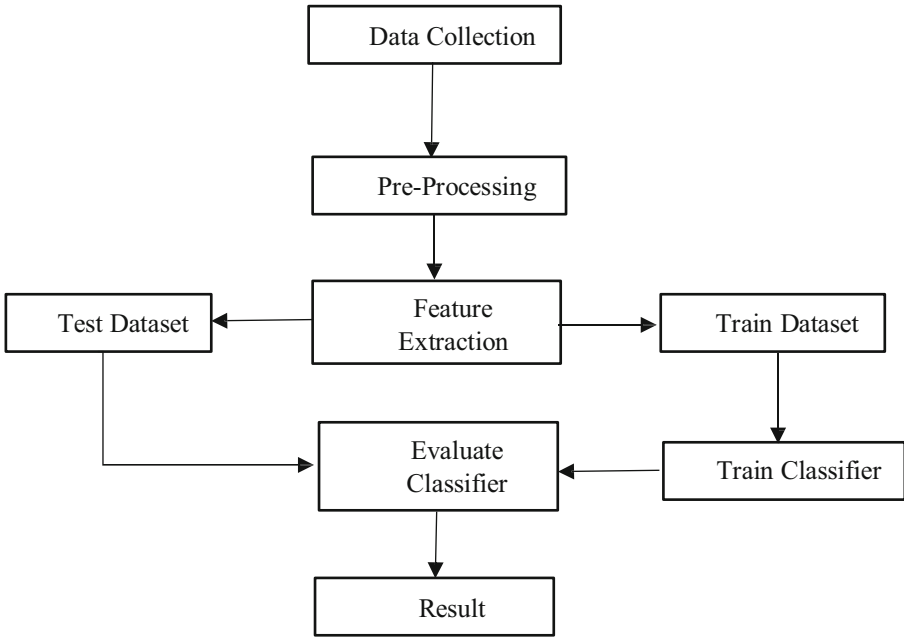 Data Collection
Pre-Processing
Test Dataset
Feature
Extraction
Train Dataset
Evaluate
Classifier
Train Classifier
Result